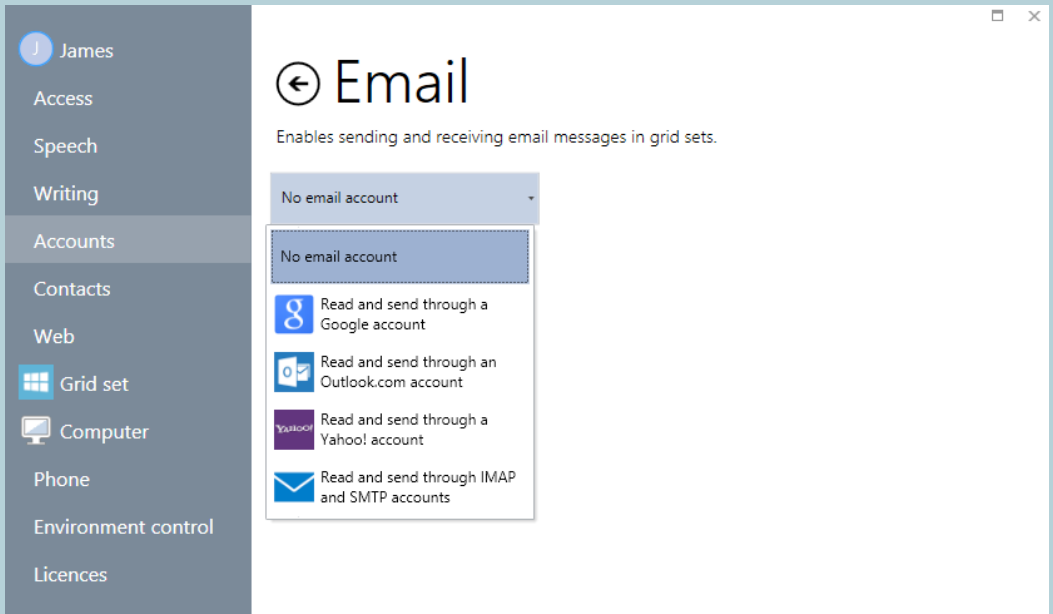 J James
Access
Speech
Writing
Accounts
Contacts
Web
Grid set
Computer
Phone
Environment control
Licences
Email
Enables sending and receiving email messages in grid sets.
No email account
No email account
g
Read and send through a
Google account
o
Read and send through an
Outlook.com account
YAHOO!
Read and send through a
Yahoo! account
Read and send through IMAP
and SMTP accounts